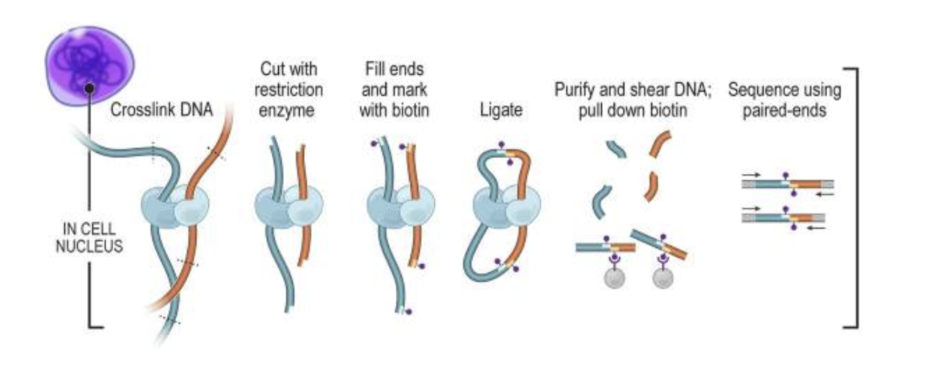 Crosslink DNA
Cut with
restriction
enzyme
Fill ends
and mark
with biotin
Ligate
Purify and shear DNA;
pull down biotin
Sequence using
paired-ends
IN CELL
NUCLEUS